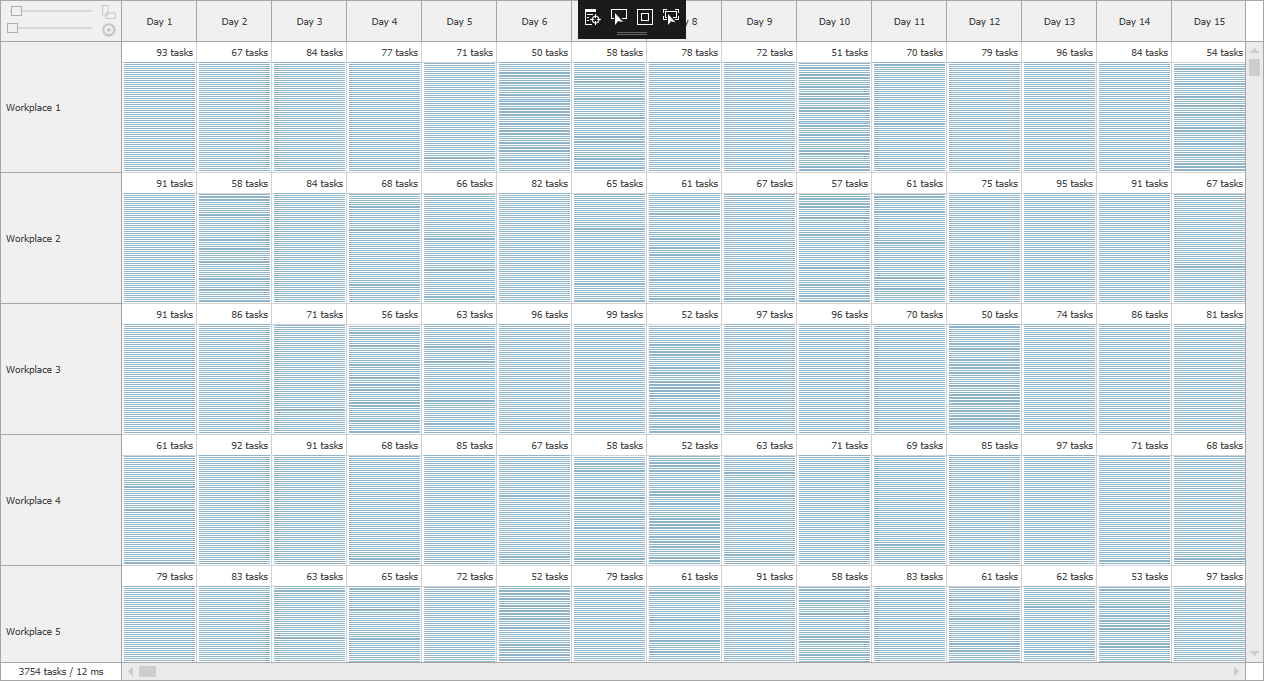 Day 1 Day 2 Day 3 Day 4 Day 5 Day 6 8 Day 9 Day 10 Day 11 Day 12 Day 13 Day 14 Day 15
93 tasks 67 tasks 84 tasks 77 tasks 71 tasks 50 tasks 58 tasks 78 tasks 72 tasks 51 tasks 70 tasks 79 tasks 96 tasks 84 tasks 54 tasks
Workplace 1
91 tasks 58 tasks 84 tasks 68 tasks 66 tasks 82 tasks 65 tasks 61 tasks 67 tasks 57 tasks 61 tasks 75 tasks 95 tasks 91 tasks 67 tasks
Workplace 2
91 tasks 86 tasks 71 tasks 56 tasks 63 tasks 96 tasks 99 tasks 52 tasks 97 tasks 96 tasks 70 tasks 50 tasks 74 tasks 86 tasks 81 tasks
Workplace 3
61 tasks 92 tasks 91 tasks 68 tasks 85 tasks 67 tasks 58 tasks 52 tasks 63 tasks 71 tasks 69 tasks 85 tasks 97 tasks 71 tasks 68 tasks
Workplace 4
79 tasks 83 tasks 63 tasks 65 tasks 72 tasks 52 tasks 79 tasks 61 tasks 91 tasks 58 tasks 83 tasks 61 tasks 62 tasks 53 tasks 97 tasks
Workplace 5
3754 tasks / 12 ms